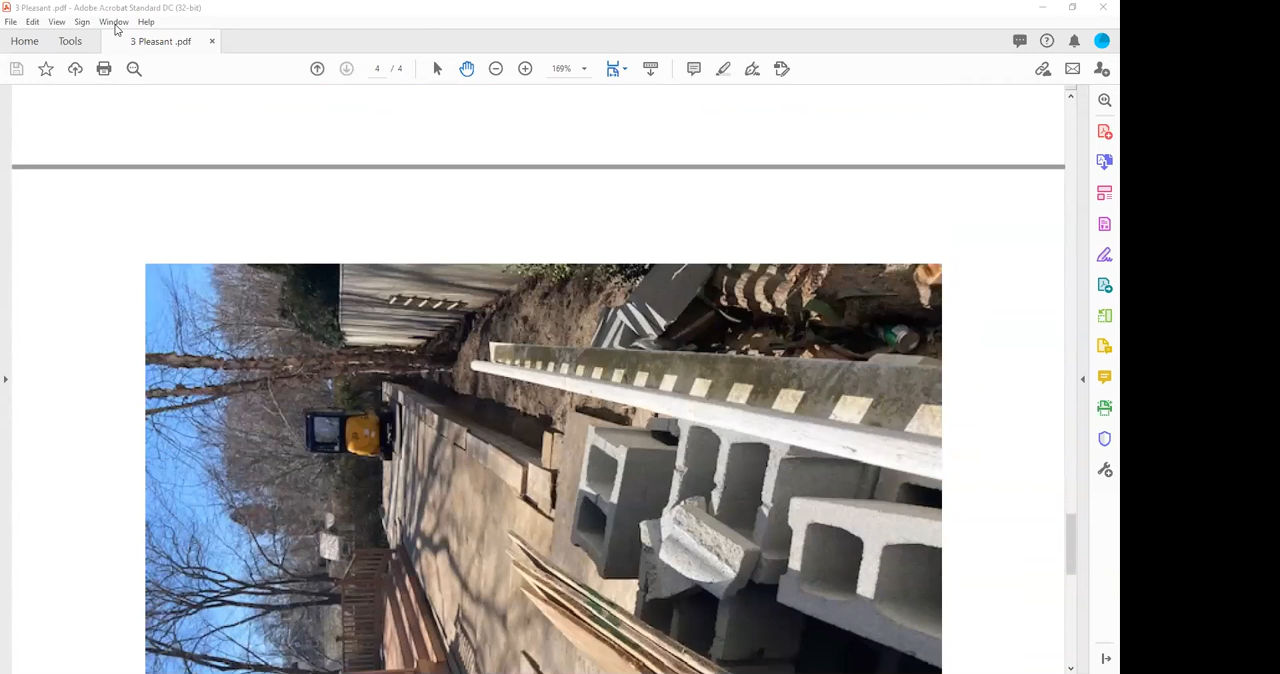 3 Pleasant .pdf - Adobe Acrobat Standard DC (32-bit)
File Edit View Sign Window Help
Home Tools 3 Pleasant .pdf ×
4 / 4 169%